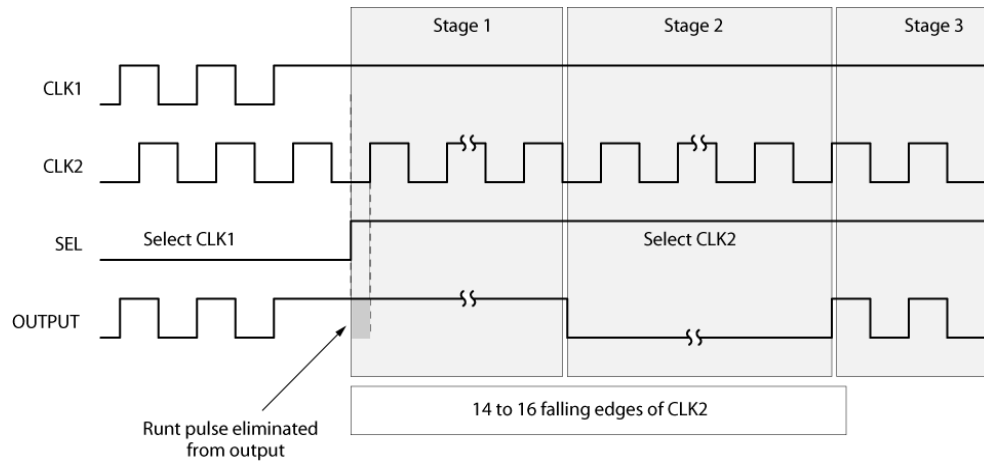 Stage 1
Stage 2
Stage 3
CLK1
CLK2
SEL
Select CLK1
Select CLK2
OUTPUT
14 to 16 falling edges of CLK2
Runt pulse eliminated
from output